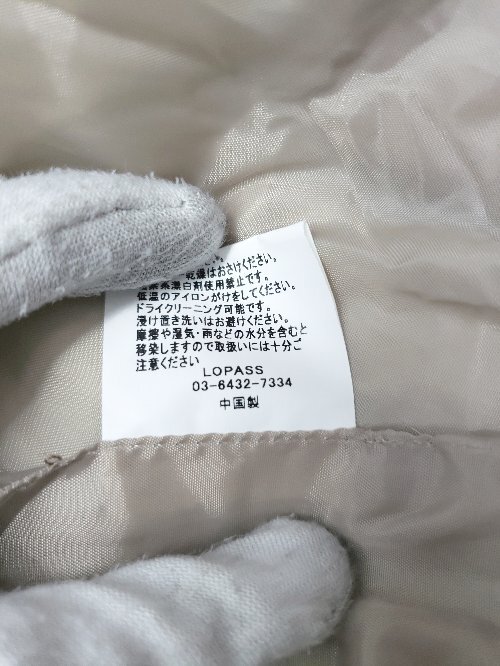 乾燥はおさけください。
素漂白剤使用禁止です。
低温のアイロンがけをしてください。
ドライクリーニング可能です。
浸け置き洗いはお避けください。
摩擦や湿気・雨などの水分を含むと
移染しますので取扱いには十分ご
注意ください
LOPASS
03-6432-7334
中国製